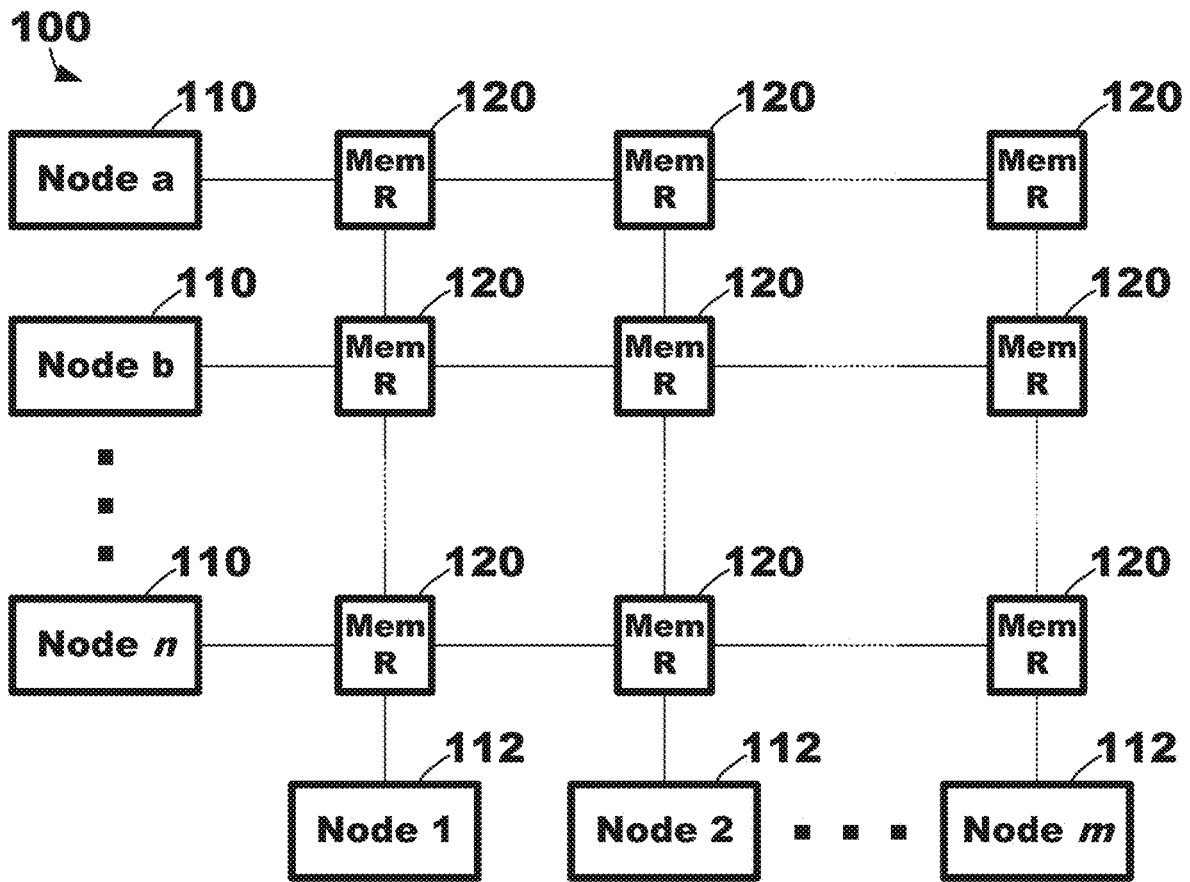 100
110 120 120 120
Node a Mem R Mem R Mem R
110 120 120 120
Node b Mem R Mem R Mem R
110 120 120 120
Node n Mem R Mem R Mem R
112 112 112
Node 1 Node 2 Node m